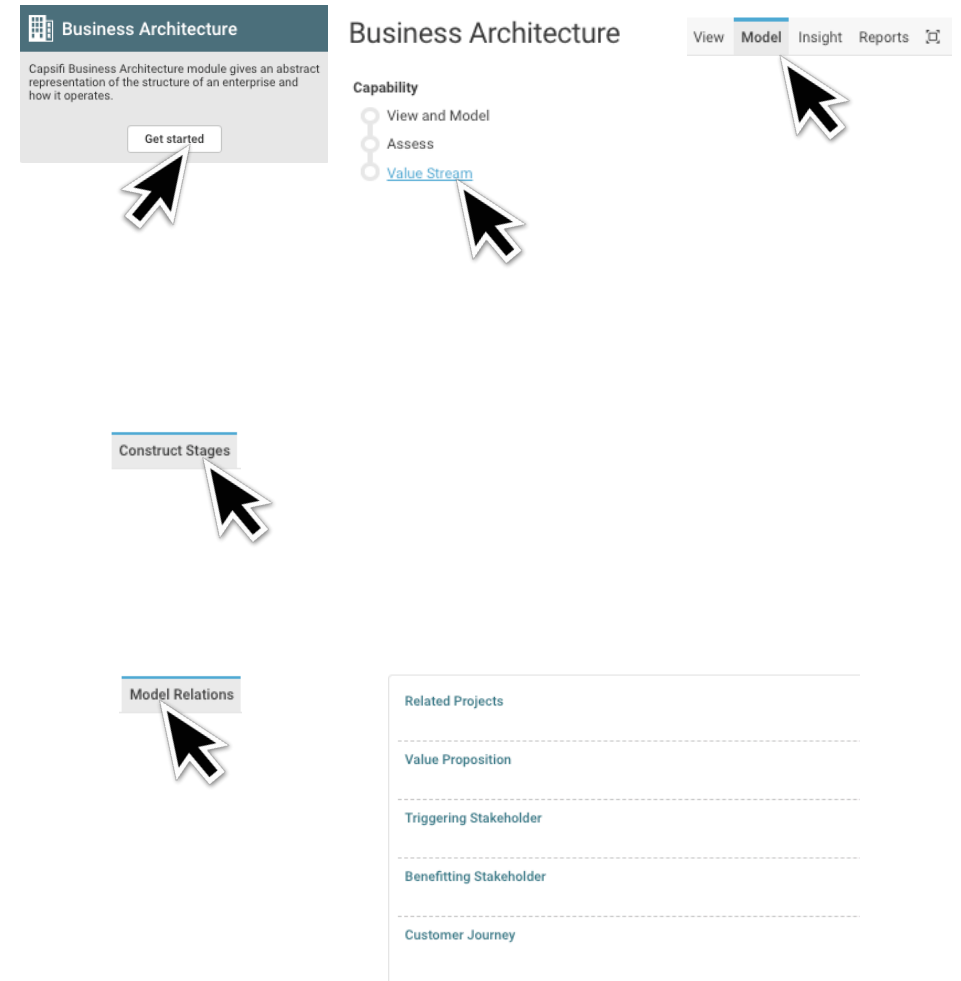 Business Architecture
Capsifi Business Architecture module gives an abstract
representation of the structure of an enterprise and
how it operates.
Get started
Business Architecture
Capability
View and Model
Assess
Value Stream
View Model Insight Reports
Construct Stages
Model Relations
Related Projects
Value Proposition
Triggering Stakeholder
Benefitting Stakeholder
Customer Journey